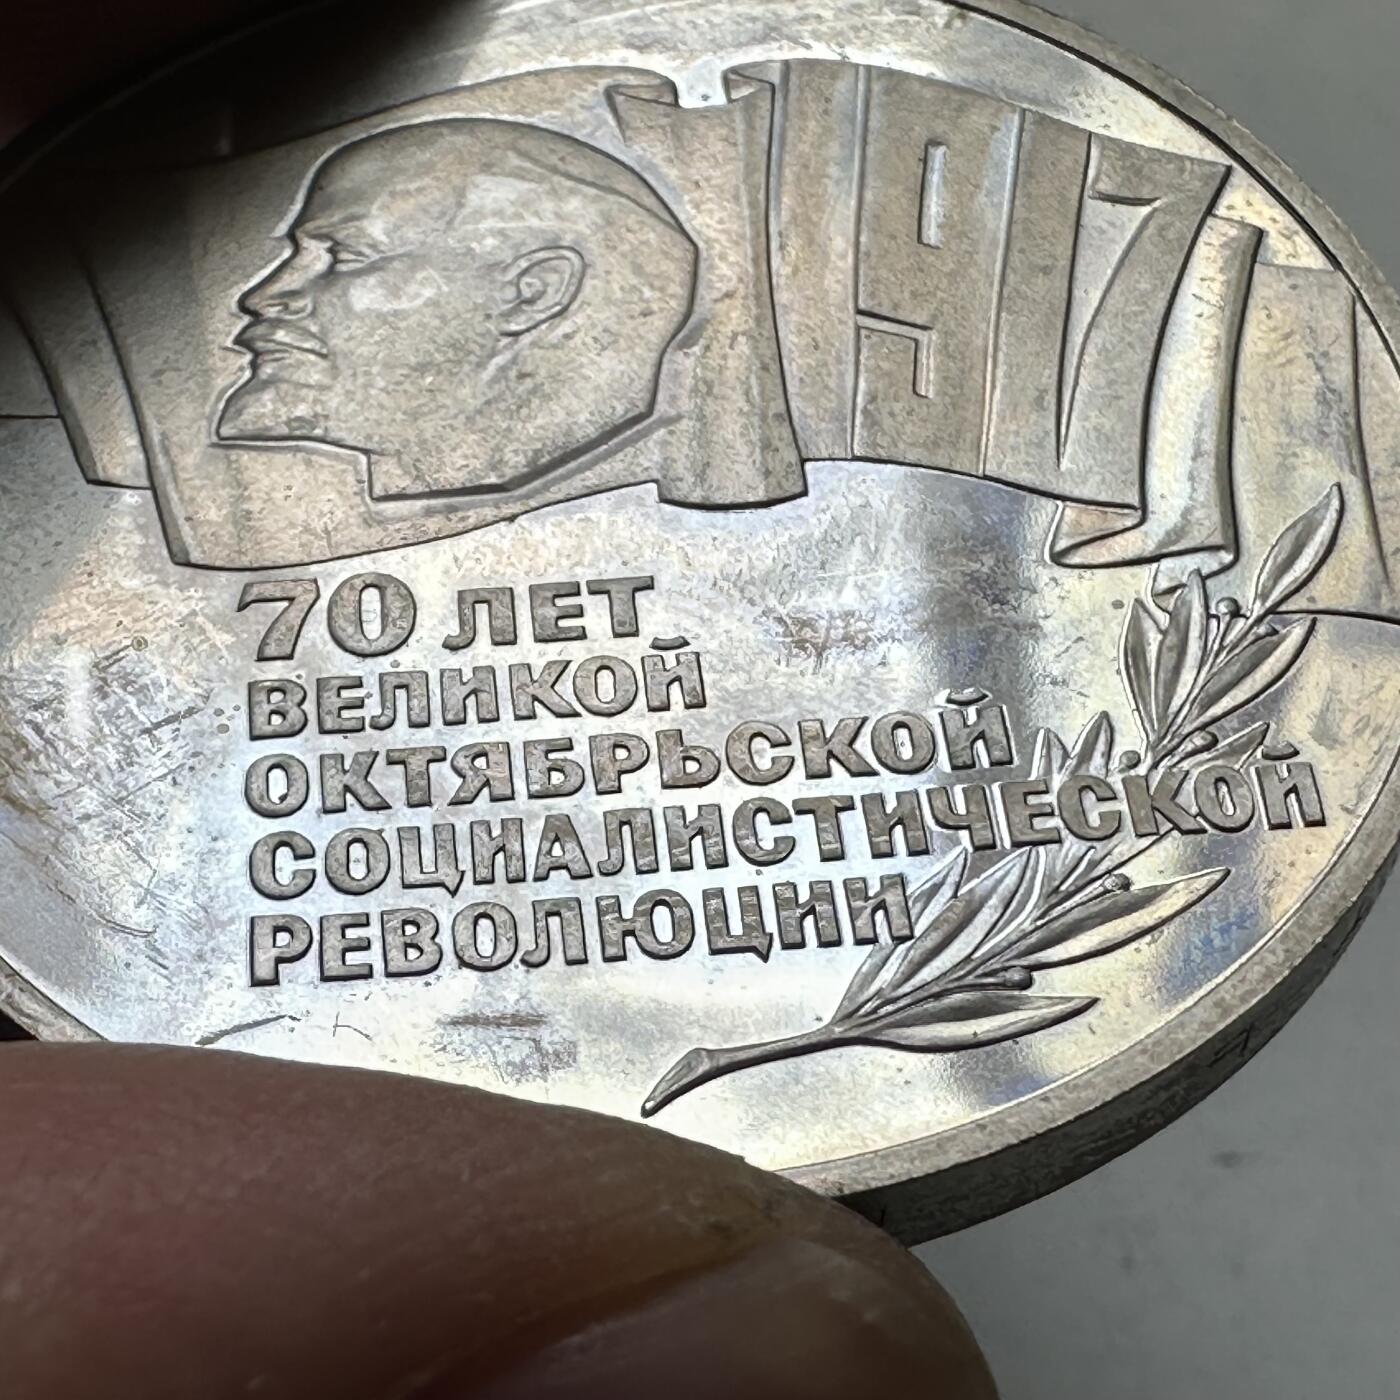 1917
70 ЛЕТ
ВЕЛИКОЙ
ОКТЯБРЬСКОЙ
СОЦИАЛИСТИЧЕСКОЙ
РЕВОЛЮЦИИ